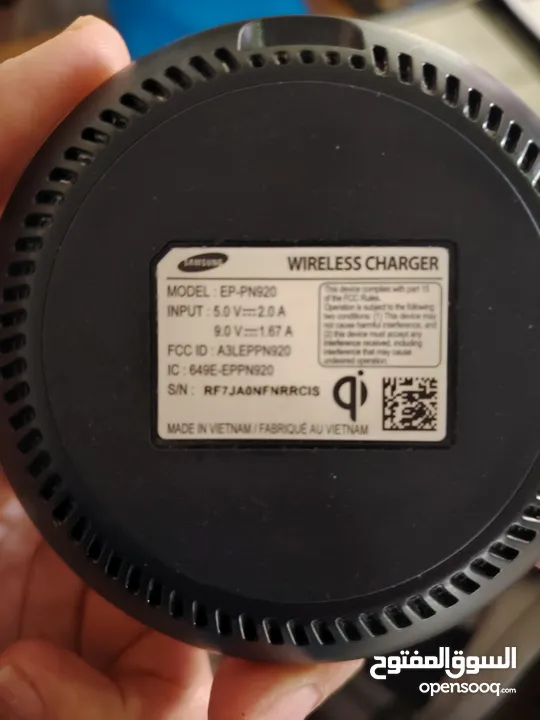 SAMSUNG
WIRELESS CHARGER
MODEL : EP-PN920
INPUT : 5.0 V⎓2.0 A
9.0 V⎓1.67 A
FCC ID : A3LEPPN920
IC : 649E-EPPN920
S/N : RF7JA0NFNRRCIS
This device complies with part 15
of the FCC Rules.
Operation is subject to the following
two conditions: (1) This device may
not cause harmful interference, and
(2) this device must accept any
interference received, including
interference that may cause
undesired operation.
qi
MADE IN VIETNAM / FABRIQUÉ AU VIETNAM
السوق المفتوح
opensooq.com